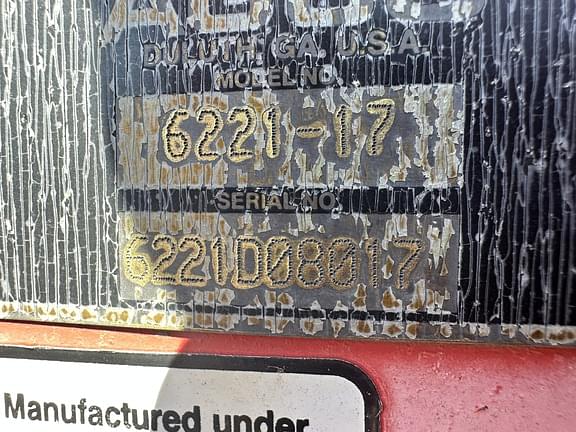 DULUTH, GA. U.S.A.
MODEL NO.
6221-17
SERIAL NO.
6221D08017
Manufactured under